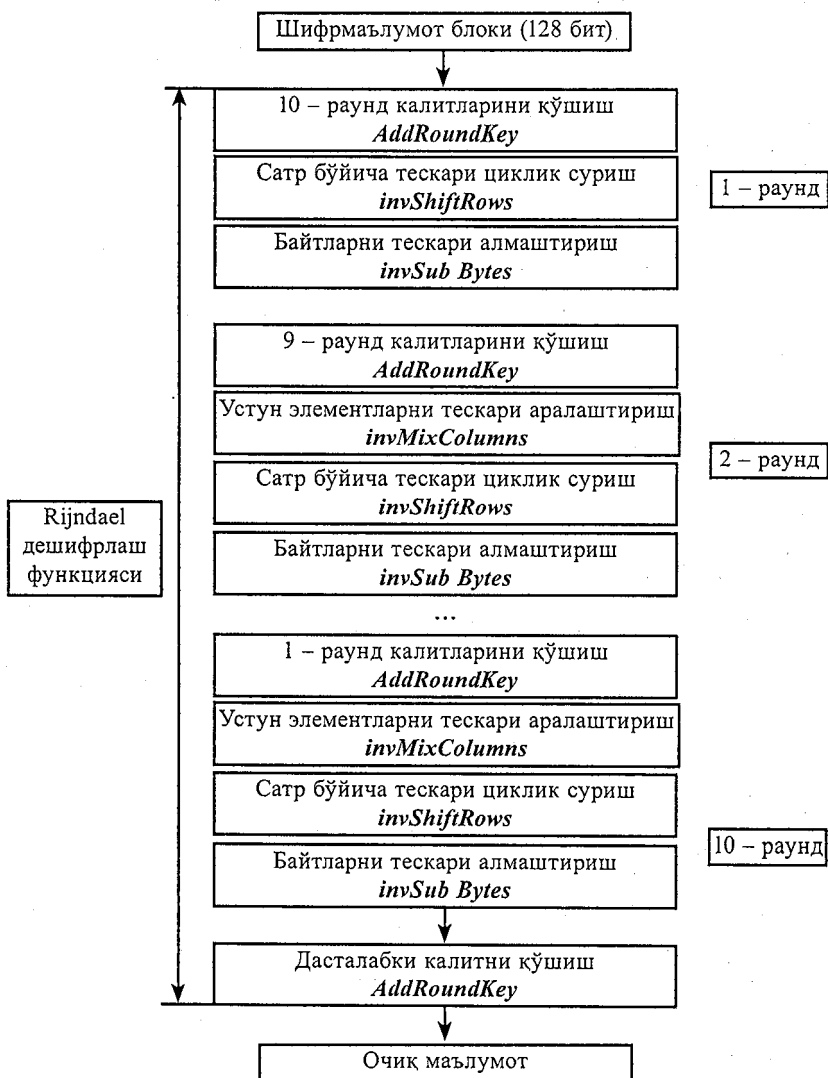 Шифрмаълумот блоки (128 бит)
10 – раунд калитларини қўшиш
AddRoundKey
Сатр бўйича тескари циклик суриш
invShiftRows
1 – раунд
Байтларни тескари алмаштириш
invSub Bytes
9 – раунд калитларини қўшиш
AddRoundKey
Устун элементларни тескари аралаштириш
invMixColumns
2 – раунд
Сатр бўйича тескари циклик суриш
invShiftRows
Rijndael
дешифрлаш
функцияси
Байтларни тескари алмаштириш
invSub Bytes
...
1 – раунд калитларини қўшиш
AddRoundKey
Устун элементларни тескари аралаштириш
invMixColumns
Сатр бўйича тескари циклик суриш
invShiftRows
10 – раунд
Байтларни тескари алмаштириш
invSub Bytes
Дасталабки калитни қўшиш
AddRoundKey
Очиқ маълумот